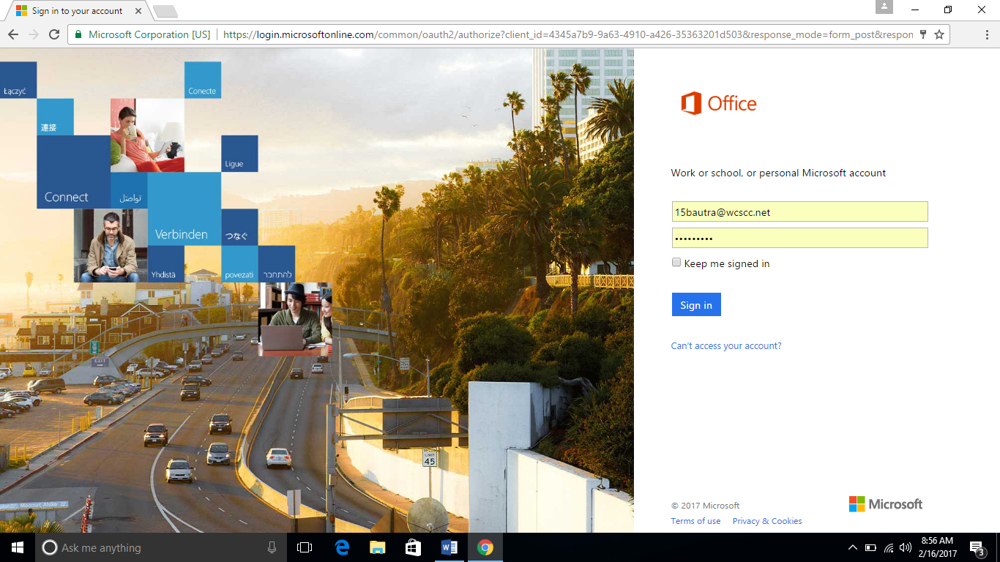 Sign in to your account
Microsoft Corporation [US]
https://login.microsoftonline.com/common/oauth2/authorize?client_id=4345a7b9-9a63-4910-a426-35363201d503&response_mode=form_post&respon
Łączyć
Conecte
連接
Ligue
Connect
تواصَل
Verbinden
つなぐ
Yhdistä
povezati
להתחבר
EXIT
LIMIT
45
Office
Work or school, or personal Microsoft account
15bautra@wcscc.net
•••••••••
Keep me signed in
Sign in
Can't access your account?
© 2017 Microsoft
Microsoft
Terms of use
Privacy & Cookies
Ask me anything
8:56 AM
2/16/2017
3